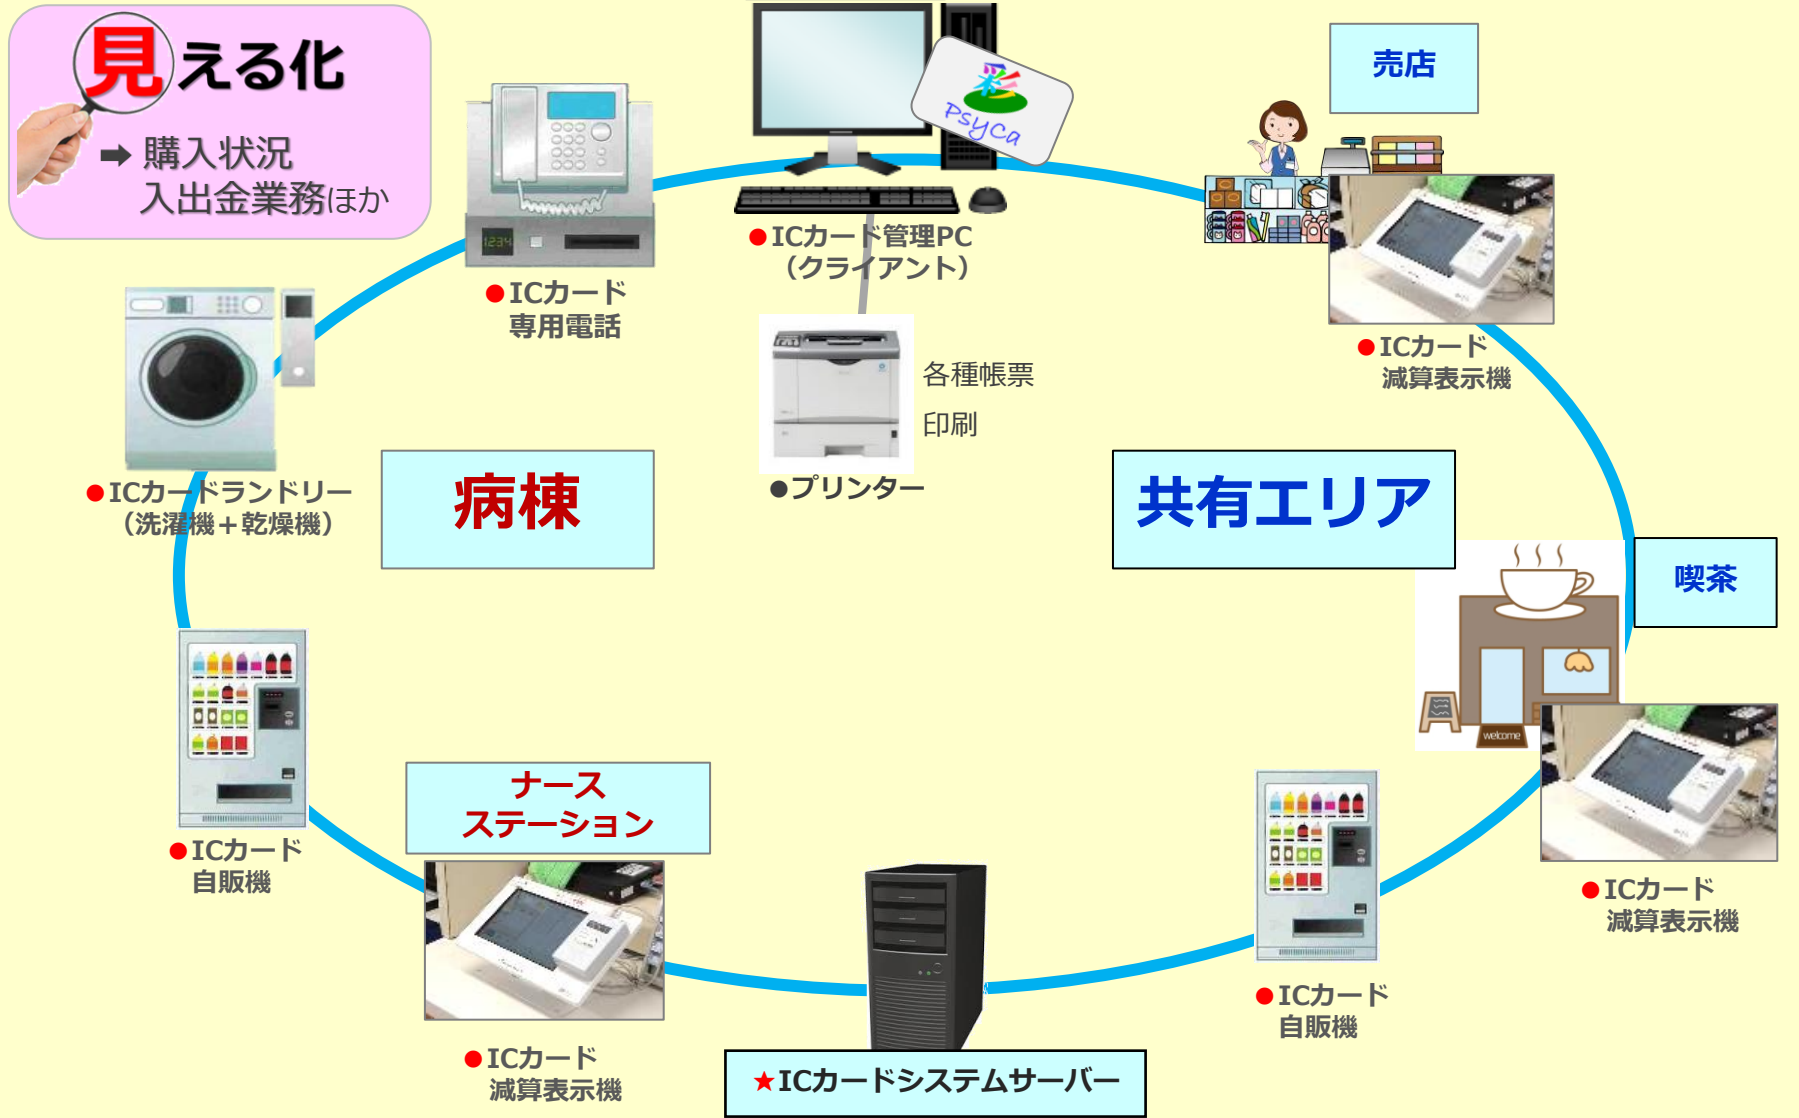 見える化
➡ 購入状況
入出金業務ほか
PsyCa
売店
●ICカード管理PC
（クライアント）
1234
●ICカード
専用電話
●ICカード
減算表示機
各種帳票
印刷
●プリンター
●ICカードランドリー
（洗濯機＋乾燥機）
病棟
共有エリア
喫茶
welcome
ナース
ステーション
●ICカード
自販機
●ICカード
減算表示機
●ICカード
自販機
●ICカード
減算表示機
★ICカードシステムサーバー